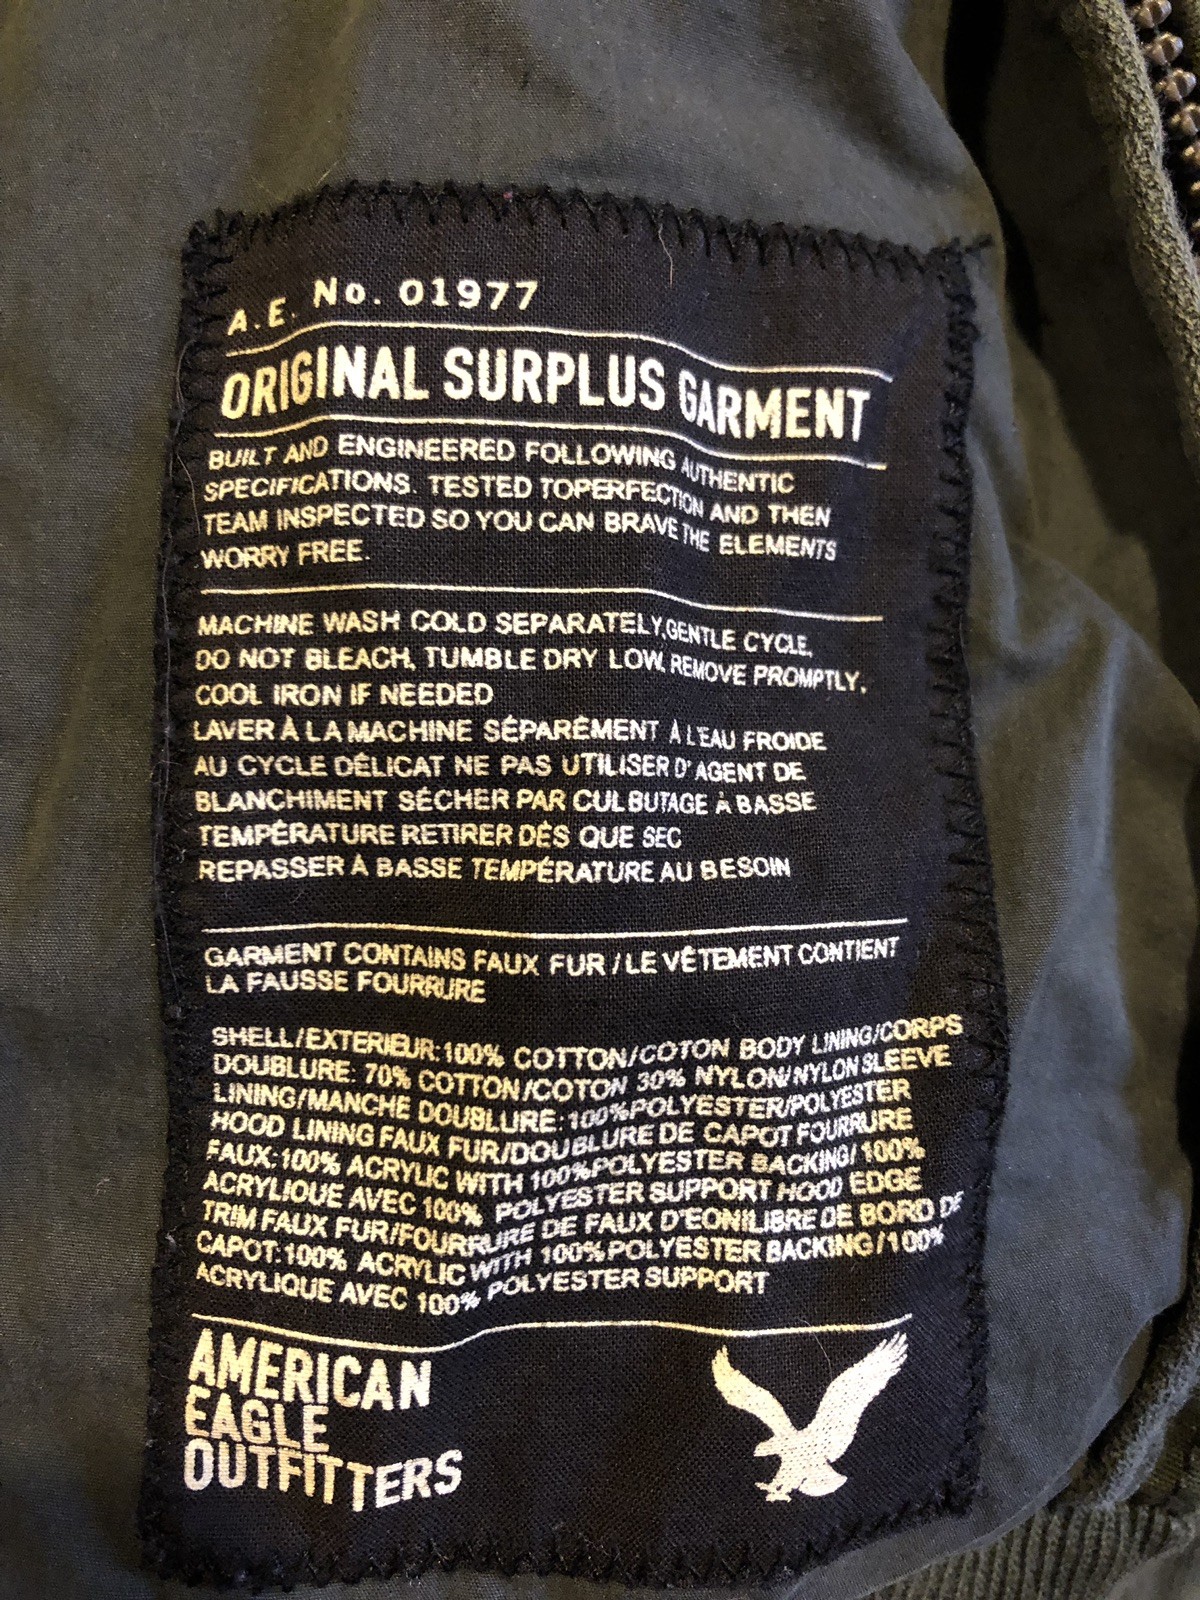 A.E. No. 01977
ORIGINAL SURPLUS GARMENT
BUILT AND ENGINEERED FOLLOWING AUTHENTIC
SPECIFICATIONS. TESTED TOPERFECTION AND THEN
TEAM INSPECTED SO YOU CAN BRAVE THE ELEMENTS
WORRY FREE.
MACHINE WASH COLD SEPARATELY,GENTLE CYCLE,
DO NOT BLEACH, TUMBLE DRY LOW, REMOVE PROMPTLY,
COOL IRON IF NEEDED
LAVER À LA MACHINE SÉPARÉMENT À L'EAU FROIDE
AU CYCLE DÉLICAT NE PAS UTILISER D'AGENT DE
BLANCHIMENT SÉCHER PAR CULBUTAGE À BASSE
TEMPÉRATURE RETIRER DÈS QUE SEC
REPASSER À BASSE TEMPÉRATURE AU BESOIN
GARMENT CONTAINS FAUX FUR / LE VÊTEMENT CONTIENT
LA FAUSSE FOURRURE
SHELL/EXTERIEUR:100% COTTON/COTON BODY LINING/CORPS
DOUBLURE: 70% COTTON/COTON 30% NYLON/NYLON SLEEVE
LINING/MANCHE DOUBLURE: 100%POLYESTER/POLYESTER
HOOD LINING FAUX FUR/DOUBLURE DE CAPOT FOURRURE
FAUX:100% ACRYLIC WITH 100%POLYESTER BACKING/ 100%
ACRYLIQUE AVEC 100% POLYESTER SUPPORT HOOD EDGE
TRIM FAUX FUR/FOURRURE DE FAUX D'EONILIBRE DE BORD DE
CAPOT:100% ACRYLIC WITH 100%POLYESTER BACKING/100%
ACRYLIQUE AVEC 100% POLYESTER SUPPORT
AMERICAN
EAGLE
OUTFITTERS